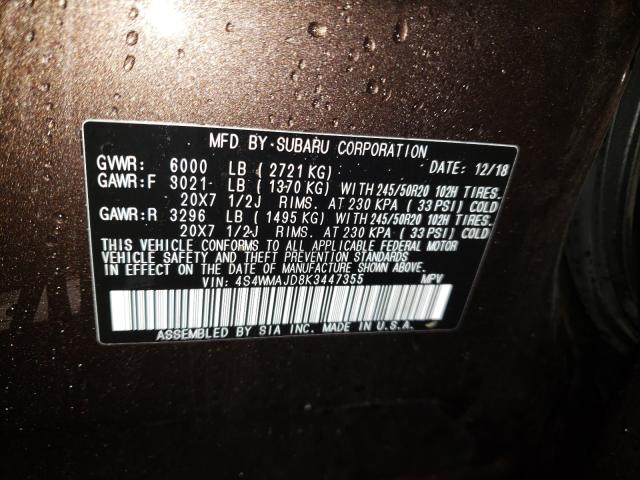 MFD BY SUBARU CORPORATION
GVWR: 6000 LB (2721 KG) DATE: 12/18
GAWR:F 3021 LB (1370 KG) WITH 245/50R20 102H TIRES.
20X7 1/2J RIMS. AT 230 KPA (33 PSI) COLD
GAWR:R 3296 LB (1495 KG) WITH 245/50R20 102H TIRES.
20X7 1/2J RIMS. AT 230 KPA (33 PSI) COLD
THIS VEHICLE CONFORMS TO ALL APPLICABLE FEDERAL MOTOR
VEHICLE SAFETY AND THEFT PREVENTION STANDARDS
IN EFFECT ON THE DATE OF MANUFACTURE SHOWN ABOVE.
VIN: 4S4WMAJD8K3447355 MPV
ASSEMBLED BY SIA INC. MADE IN U.S.A.